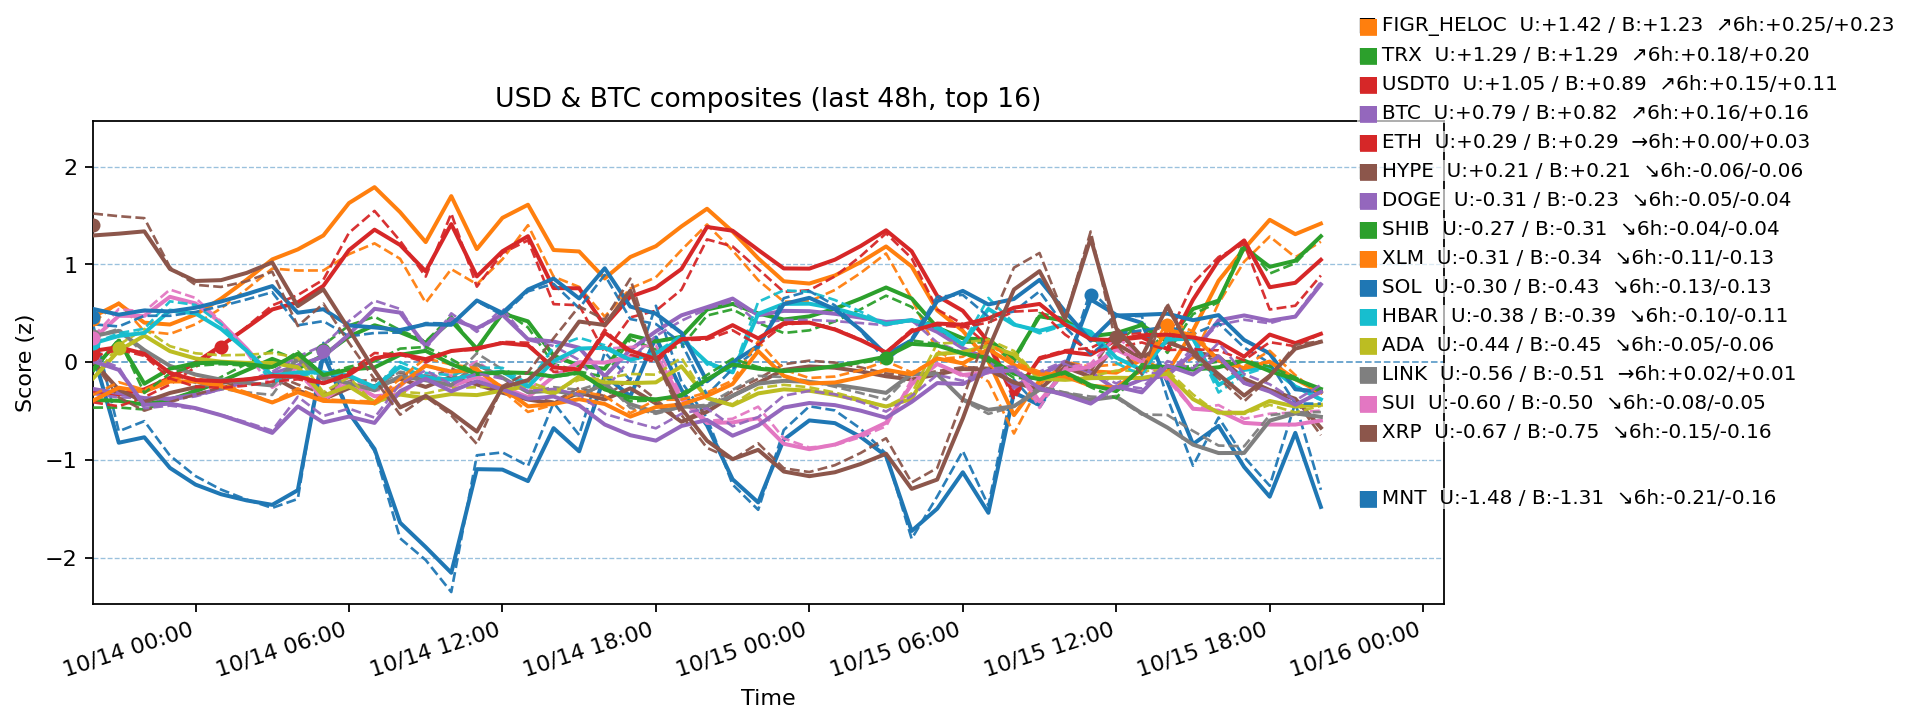 FIGR_HELOC U:+1.42 / B:+1.23 ↗6h:+0.25/+0.23
TRX U:+1.29 / B:+1.29 ↗6h:+0.18/+0.20
USDT0 U:+1.05 / B:+0.89 ↗6h:+0.15/+0.11
BTC U:+0.79 / B:+0.82 ↗6h:+0.16/+0.16
ETH U:+0.29 / B:+0.29 →6h:+0.00/+0.03
HYPE U:+0.21 / B:+0.21 ↘6h:-0.06/-0.06
DOGE U:-0.31 / B:-0.23 ↘6h:-0.05/-0.04
SHIB U:-0.27 / B:-0.31 ↘6h:-0.04/-0.04
XLM U:-0.31 / B:-0.34 ↘6h:-0.11/-0.13
SOL U:-0.30 / B:-0.43 ↘6h:-0.13/-0.13
HBAR U:-0.38 / B:-0.39 ↘6h:-0.10/-0.11
ADA U:-0.44 / B:-0.45 ↘6h:-0.05/-0.06
LINK U:-0.56 / B:-0.51 →6h:+0.02/+0.01
SUI U:-0.60 / B:-0.50 ↘6h:-0.08/-0.05
XRP U:-0.67 / B:-0.75 ↘6h:-0.15/-0.16
MNT U:-1.48 / B:-1.31 ↘6h:-0.21/-0.16
USD & BTC composites (last 48h, top 16)
Score (z)
2
1
0
−1
−2
10/14 00:00
10/14 06:00
10/14 12:00
10/14 18:00
10/15 00:00
10/15 06:00
10/15 12:00
10/15 18:00
10/16 00:00
Time